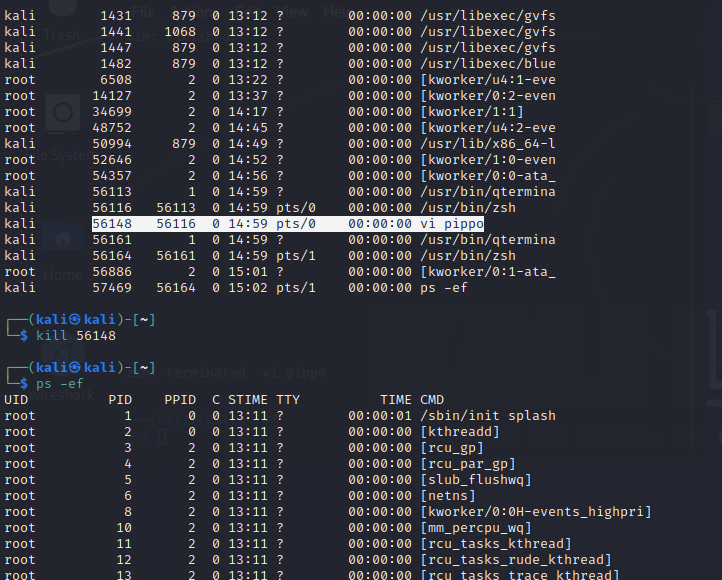 kali 1431 879 0 13:12 ? 00:00:00 /usr/libexec/gvfs
kali 1441 1068 0 13:12 ? 00:00:00 /usr/libexec/gvfs
kali 1447 879 0 13:12 ? 00:00:00 /usr/libexec/gvfs
kali 1482 879 0 13:12 ? 00:00:00 /usr/libexec/blue
root 6508 2 0 13:22 ? 00:00:00 [kworker/u4:1-eve
root 14127 2 0 13:37 ? 00:00:00 [kworker/0:2-even
root 34699 2 0 14:17 ? 00:00:00 [kworker/1:1]
root 48752 2 0 14:45 ? 00:00:00 [kworker/u4:2-eve
kali 50994 879 0 14:49 ? 00:00:00 /usr/lib/x86_64-l
root 52646 2 0 14:52 ? 00:00:00 [kworker/1:0-even
root 54357 2 0 14:56 ? 00:00:00 [kworker/0:0-ata_
kali 56113 1 0 14:59 ? 00:00:00 /usr/bin/qtermina
kali 56116 56113 0 14:59 pts/0 00:00:00 /usr/bin/zsh
kali 56148 56116 0 14:59 pts/0 00:00:00 vi pippo
kali 56161 1 0 14:59 ? 00:00:00 /usr/bin/qtermina
kali 56164 56161 0 14:59 pts/1 00:00:00 /usr/bin/zsh
root 56886 2 0 15:01 ? 00:00:00 [kworker/0:1-ata_
kali 57469 56164 0 15:02 pts/1 00:00:00 ps -ef
┌──(kali㉿kali)-[~]
└─$ kill 56148
┌──(kali㉿kali)-[~]
terminated vi pippo
└─$ ps -ef
UID PID PPID C STIME TTY TIME CMD
root 1 0 0 13:11 ? 00:00:01 /sbin/init splash
root 2 0 0 13:11 ? 00:00:00 [kthreadd]
root 3 2 0 13:11 ? 00:00:00 [rcu_gp]
root 4 2 0 13:11 ? 00:00:00 [rcu_par_gp]
root 5 2 0 13:11 ? 00:00:00 [slub_flushwq]
root 6 2 0 13:11 ? 00:00:00 [netns]
root 8 2 0 13:11 ? 00:00:00 [kworker/0:0H-events_highpri]
root 10 2 0 13:11 ? 00:00:00 [mm_percpu_wq]
root 11 2 0 13:11 ? 00:00:00 [rcu_tasks_kthread]
root 12 2 0 13:11 ? 00:00:00 [rcu_tasks_rude_kthread]
root 13 2 0 13:11 ? 00:00:00 [rcu_tasks_trace_kthread]
Trash
File System
Home
wireshark